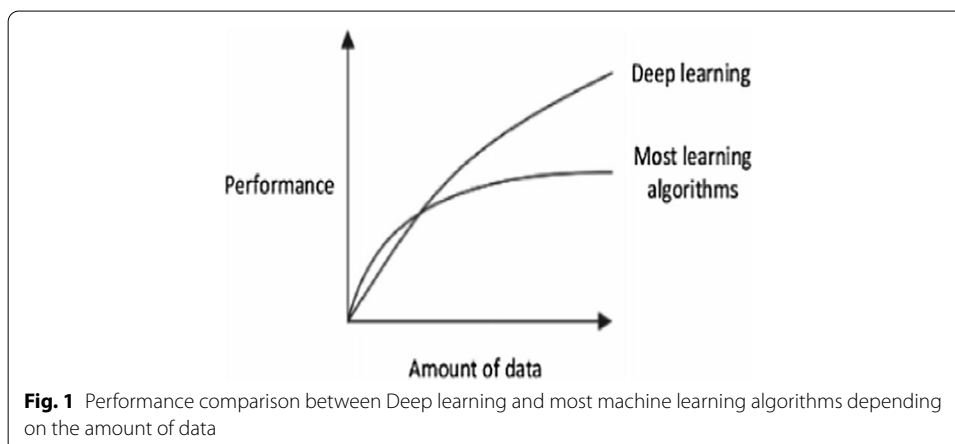 Deep learning
Most learning
algorithms
Performance
Amount of data
Fig. 1 Performance comparison between Deep learning and most machine learning algorithms depending
on the amount of data